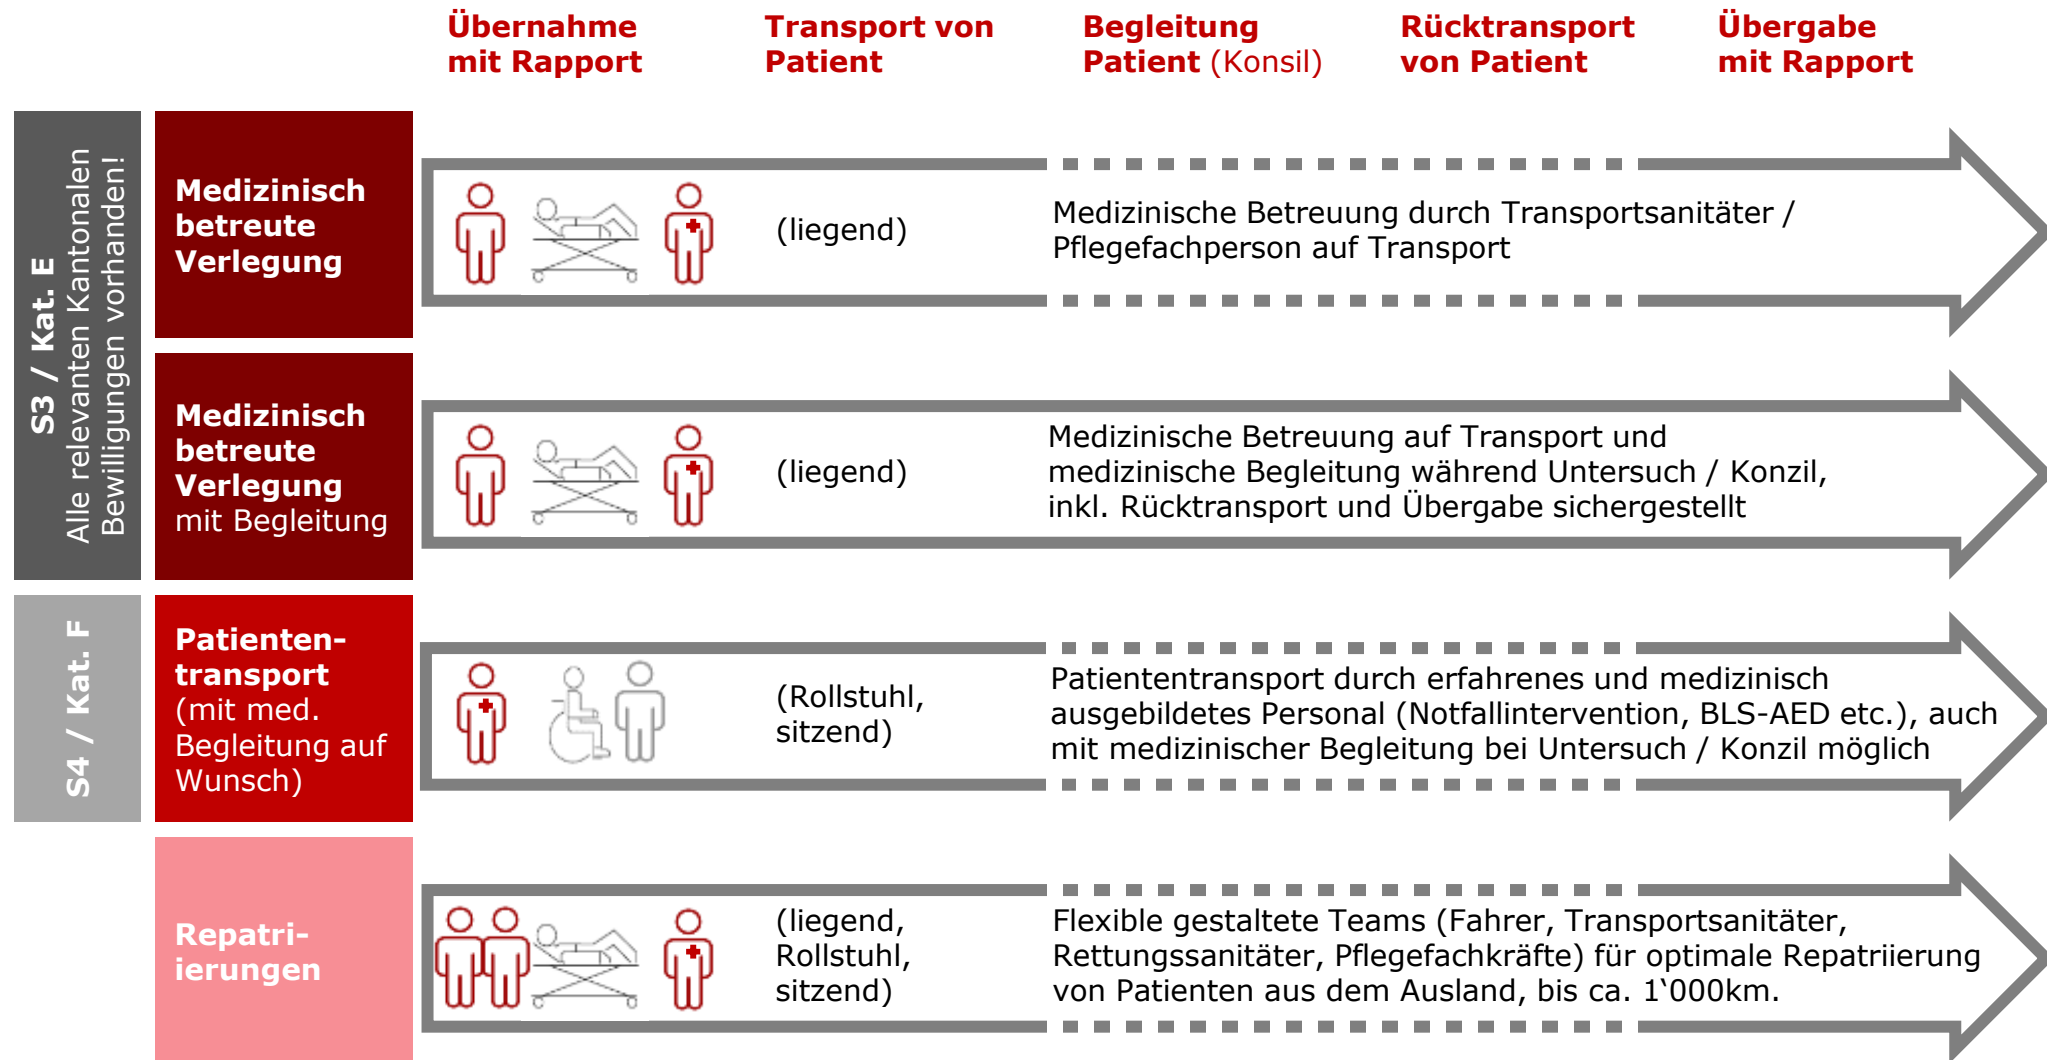 Übernahme
mit Rapport
Transport von
Patient
Begleitung
Patient (Konsil)
Rücktransport
von Patient
Übergabe
mit Rapport
S3 / Kat. E
Alle relevanten Kantonalen
Bewilligungen vorhanden!
Medizinisch
betreute
Verlegung
(liegend)
Medizinische Betreuung durch Transportsanitäter /
Pflegefachperson auf Transport
Medizinisch
betreute
Verlegung
mit Begleitung
(liegend)
Medizinische Betreuung auf Transport und
medizinische Begleitung während Untersuch / Konzil,
inkl. Rücktransport und Übergabe sichergestellt
S4 / Kat. F
Patienten-
transport
(mit med.
Begleitung auf
Wunsch)
(Rollstuhl,
sitzend)
Patiententransport durch erfahrenes und medizinisch
ausgebildetes Personal (Notfallintervention, BLS-AED etc.), auch
mit medizinischer Begleitung bei Untersuch / Konzil möglich
Repatri-
ierungen
(liegend,
Rollstuhl,
sitzend)
Flexible gestaltete Teams (Fahrer, Transportsanitäter,
Rettungssanitäter, Pflegefachkräfte) für optimale Repatriierung
von Patienten aus dem Ausland, bis ca. 1‘000km.